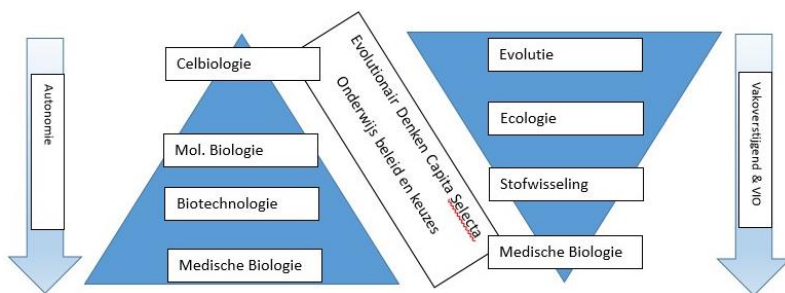 Autonomie
Celbiologie
Mol. Biologie
Biotechnologie
Medische Biologie
Evolutionair Denken Capita Selecta
Onderwijs beleid en keuzes
Evolutie
Ecologie
Stofwisseling
Medische Biologie
Vakoverstijgend & VIO